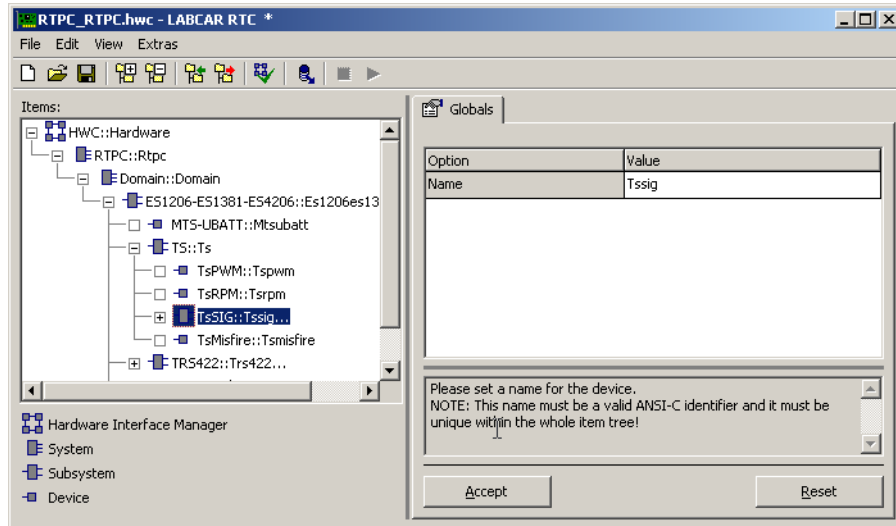 RTPC_RTPC.hwc - LABCAR RTC *
File Edit View Extras
Items:
HWC::Hardware
RTPC::Rtpc
Domain::Domain
ES1206-ES1381-ES4206::Es1206es13
MTS-UBATT::Mtsubatt
TS::Ts
TsPWM::Tspwm
TsRPM::Tsrpm
TsSIG::Tssig...
TsMisfire::Tsmisfire
TRS422::Trs422...
Hardware Interface Manager
System
Subsystem
Device
Globals
Option Value
Name Tssig
Please set a name for the device.
NOTE: This name must be a valid ANSI-C identifier and it must be
unique within the whole item tree!
Accept Reset